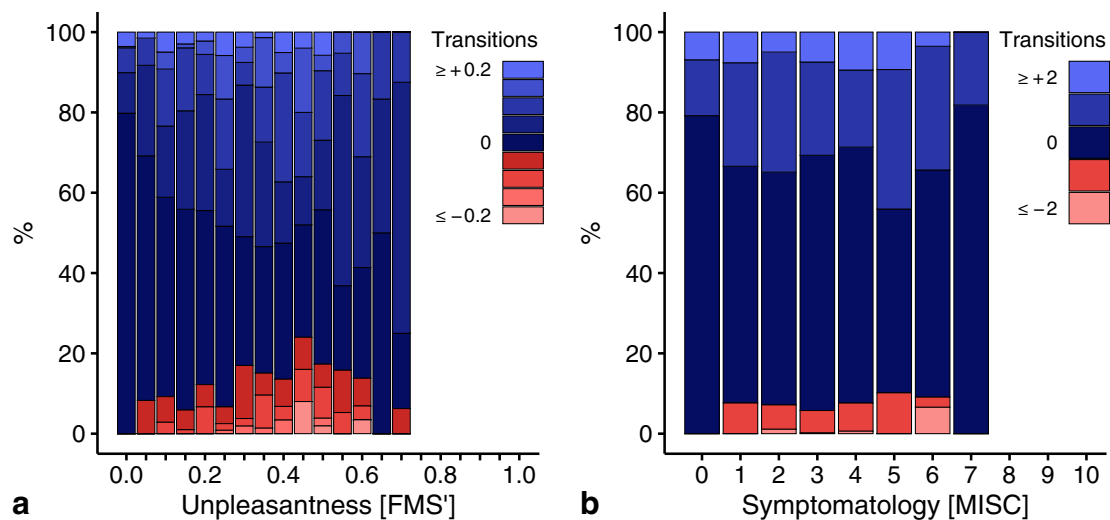 100
80
60
40
20
0
%
0.0 0.2 0.4 0.6 0.8 1.0
Unpleasantness [FMS']
a
Transitions
≥ +0.2
0
≤ −0.2
100
80
60
40
20
0
%
0 1 2 3 4 5 6 7 8 9 10
Symptomatology [MISC]
b
Transitions
≥ +2
0
≤ −2